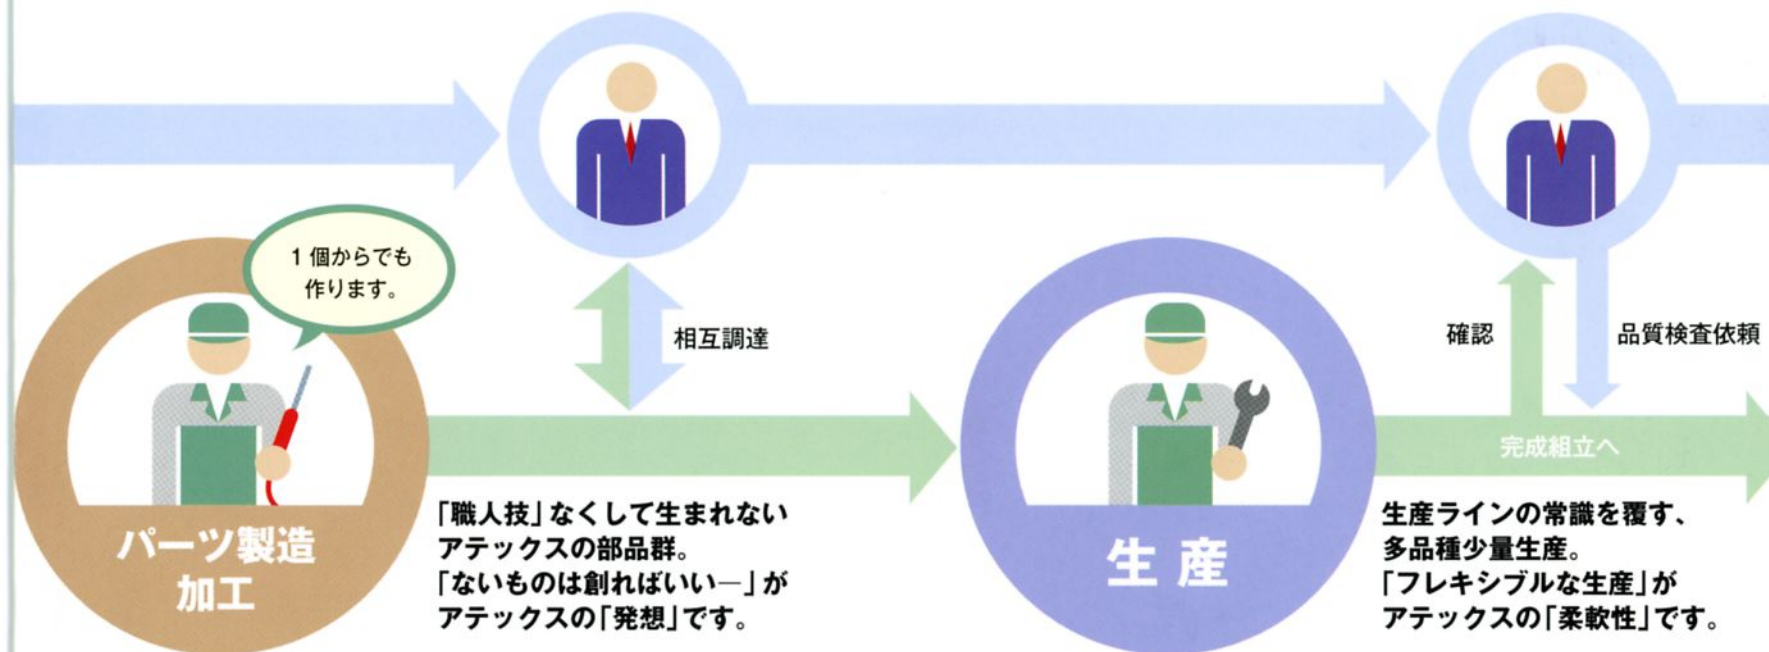 1個からでも
作ります。
相互調達
パーツ製造
加工
「職人技」なくして生まれない
アテックスの部品群。
「ないものは創ればいい―」が
アテックスの「発想」です。
生産
確認
品質検査依頼
完成組立へ
生産ラインの常識を覆す、
多品種少量生産。
「フレキシブルな生産」が
アテックスの「柔軟性」です。